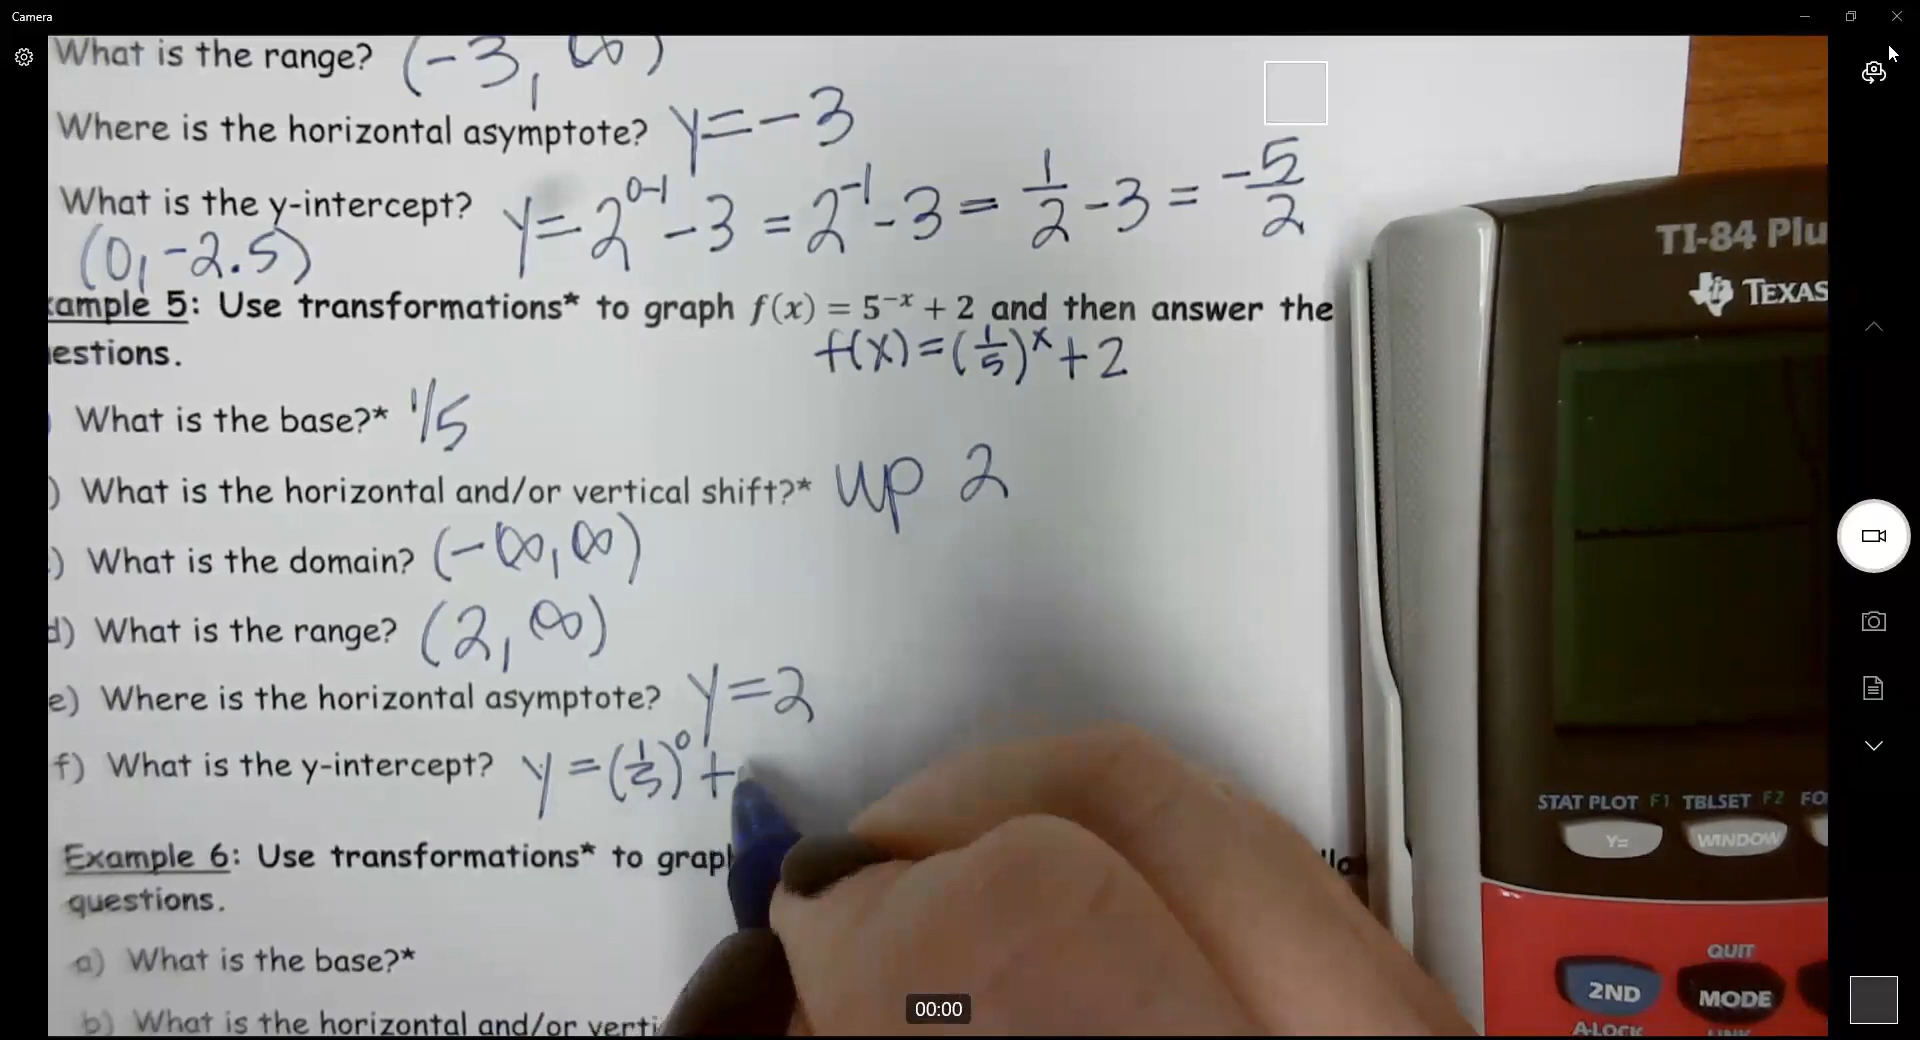 Camera
What is the range? (-3, ∞)
Where is the horizontal asymptote? y=-3
What is the y-intercept? y=2^{0-1}-3 = 2^{-1}-3 = 1/2-3 = -5/2
(0, -2.5)
xample 5: Use transformations* to graph f(x) = 5^{-x} + 2 and then answer the
estions.
f(x)=(1/5)^x+2
What is the base?* 1/5
) What is the horizontal and/or vertical shift?* up 2
) What is the domain? (-∞, ∞)
d) What is the range? (2, ∞)
e) Where is the horizontal asymptote? y=2
f) What is the y-intercept? y=(1/5)^0+
Example 6: Use transformations* to grap
questions.
a) What is the base?*
b) What is the horizontal and/or verti
00:00
TI-84 Plu
TEXAS
STAT PLOT F1 TBLSET F2 FO
Y= WINDOW
QUIT
2ND MODE
A-LOCK LINK